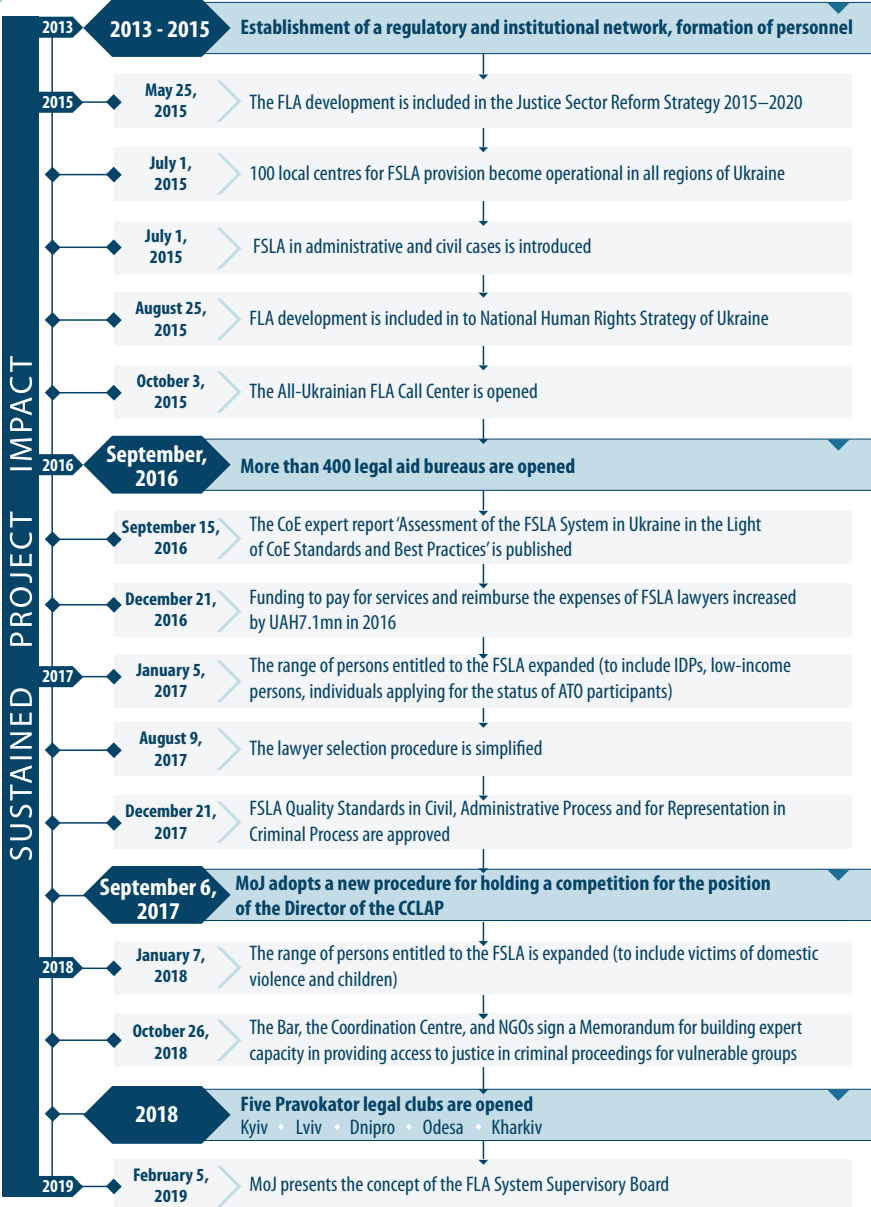 SUSTAINED PROJECT IMPACT
2013
2013 - 2015
Establishment of a regulatory and institutional network, formation of personnel
2015
May 25,
2015
The FLA development is included in the Justice Sector Reform Strategy 2015–2020
July 1,
2015
100 local centres for FSLA provision become operational in all regions of Ukraine
July 1,
2015
FSLA in administrative and civil cases is introduced
August 25,
2015
FLA development is included in to National Human Rights Strategy of Ukraine
October 3,
2015
The All-Ukrainian FLA Call Center is opened
2016
September,
2016
More than 400 legal aid bureaus are opened
September 15,
2016
The CoE expert report ‘Assessment of the FSLA System in Ukraine in the Light
of CoE Standards and Best Practices’ is published
December 21,
2016
Funding to pay for services and reimburse the expenses of FSLA lawyers increased
by UAH7.1mn in 2016
2017
January 5,
2017
The range of persons entitled to the FSLA expanded (to include IDPs, low-income
persons, individuals applying for the status of ATO participants)
August 9,
2017
The lawyer selection procedure is simplified
December 21,
2017
FSLA Quality Standards in Civil, Administrative Process and for Representation in
Criminal Process are approved
September 6,
2017
MoJ adopts a new procedure for holding a competition for the position
of the Director of the CCLAP
2018
January 7,
2018
The range of persons entitled to the FSLA is expanded (to include victims of domestic
violence and children)
October 26,
2018
The Bar, the Coordination Centre, and NGOs sign a Memorandum for building expert
capacity in providing access to justice in criminal proceedings for vulnerable groups
2018
Five Pravokator legal clubs are opened
Kyiv • Lviv • Dnipro • Odesa • Kharkiv
2019
February 5,
2019
MoJ presents the concept of the FLA System Supervisory Board